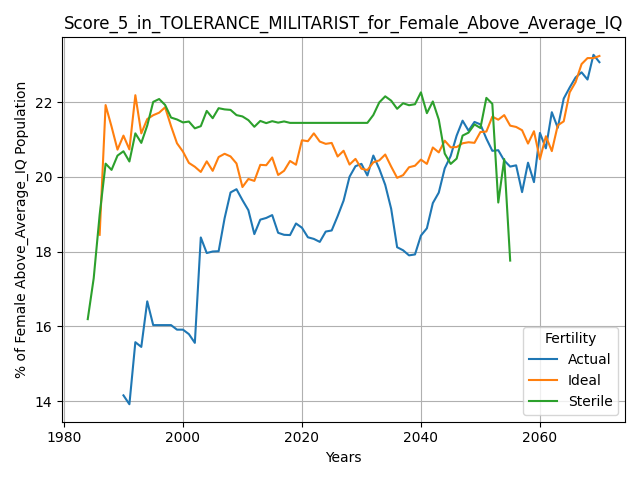 Score_5_in_TOLERANCE_MILITARIST_for_Female_Above_Average_IQ
% of Female Above_Average_IQ Population
22
20
18
16
14
1980
2000
2020
2040
2060
Years
Fertility
Actual
Ideal
Sterile